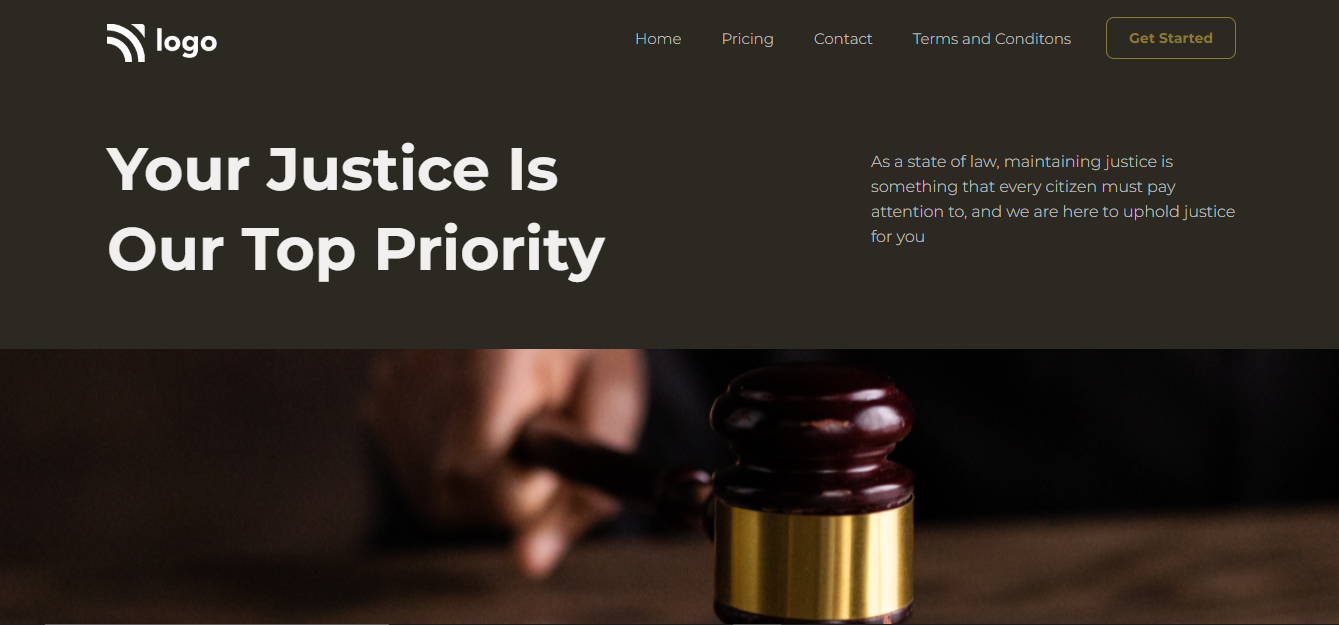 logo
Home Pricing Contact Terms and Conditons Get Started
Your Justice Is
Our Top Priority
As a state of law, maintaining justice is
something that every citizen must pay
attention to, and we are here to uphold justice
for you